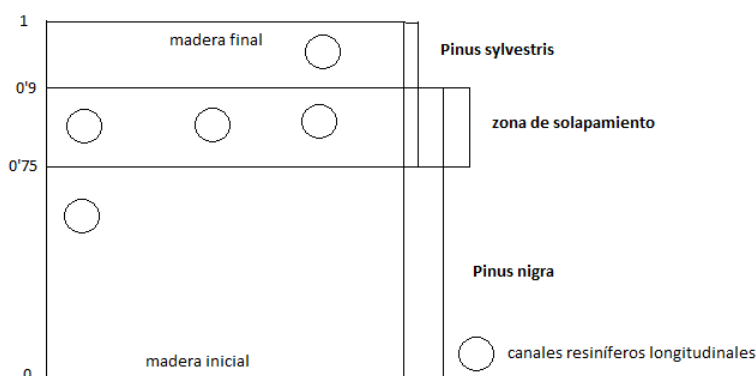 1
madera final
Pinus sylvestris
0'9
zona de solapamiento
0'75
Pinus nigra
canales resiníferos longitudinales
madera inicial
0